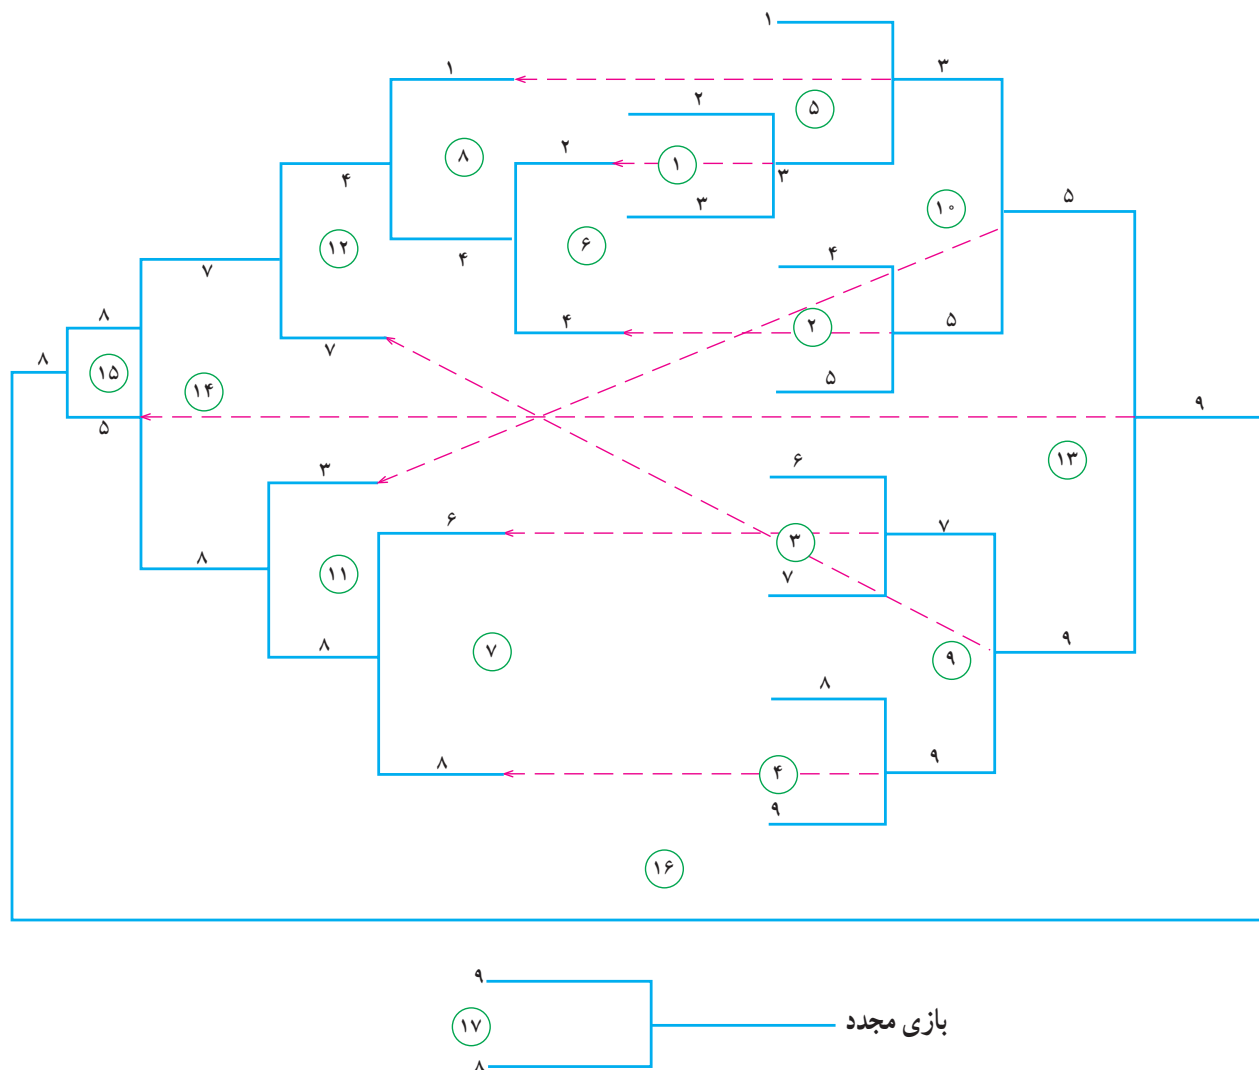 ۱
۱ ۳
۲ ۵
۲ ۸ ۱
۴ ۳
۳ ۱۰ ۵
۶ ۱۲
۷ ۴ ۴
۸ ۴ ۲ ۵
۷
۸ ۱۵ ۱۴ ۵ ۹
۵
۳ ۶ ۱۳
۶ ۳ ۷
۸ ۱۱ ۷
۸ ۷ ۹ ۹
۸
۸ ۴ ۹
۹
۱۶
۹
۱۷ بازی مجدد
۸